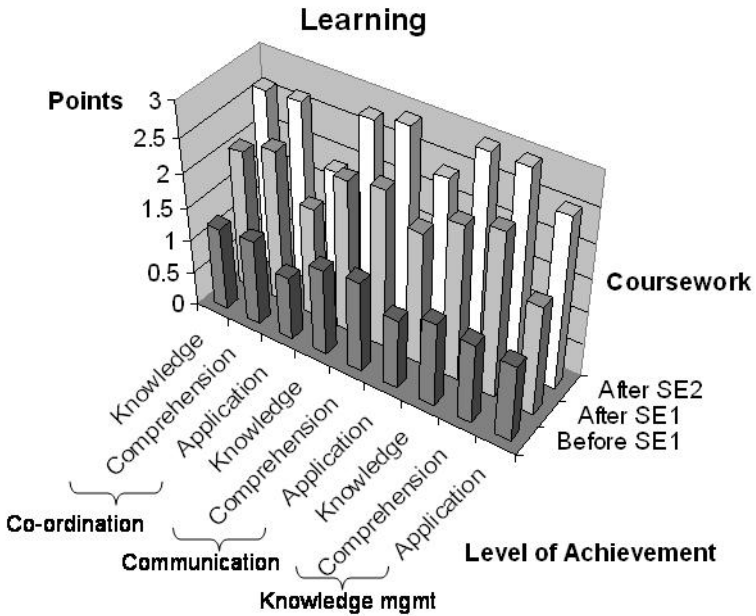 Learning
Points
3
2.5
2
1.5
1
0.5
0
Coursework
After SE2
After SE1
Before SE1
Knowledge
Comprehension
Application
Knowledge
Comprehension
Application
Knowledge
Comprehension
Application
Co-ordination
Communication
Knowledge mgmt
Level of Achievement